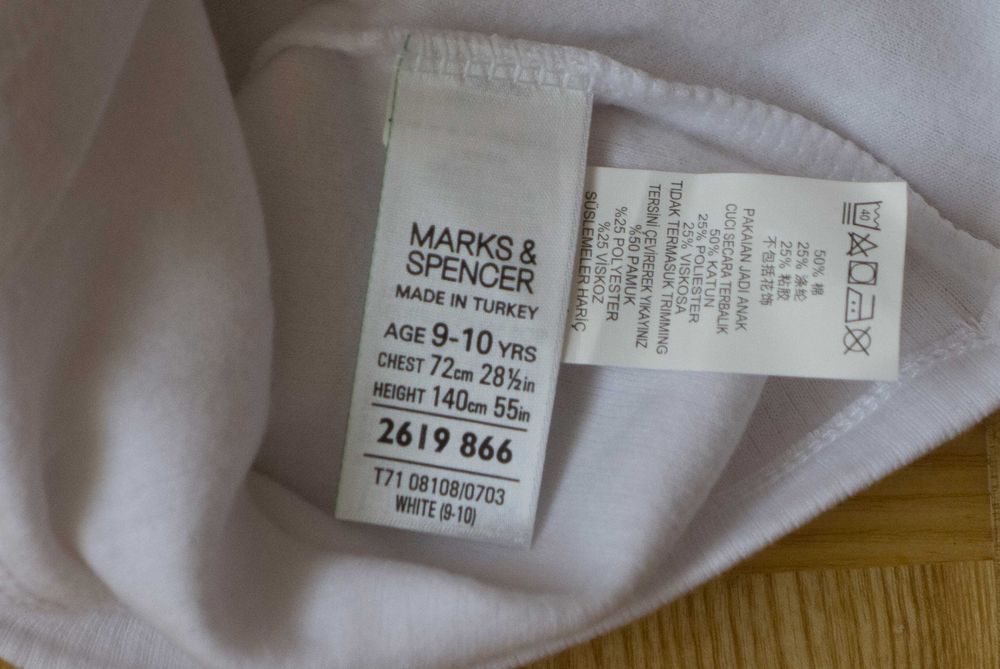 MARKS &
SPENCER
MADE IN TURKEY
AGE 9-10 YRS
CHEST 72cm 28½in
HEIGHT 140cm 55in
2619 866
T71 08108/0703
WHITE (9-10)
40
50% 棉
25% 涤纶
25% 粘胶
不包括花饰
PAKAIAN JADI ANAK
CUCI SECARA TERBALIK
50% KATUN
25% POLIESTER
25% VISKOSA
TIDAK TERMASUK TRIMMING
TERSİNİ ÇEVİREREK YIKAYINIZ
%50 PAMUK
%25 POLYESTER
%25 VİSKOZ
SÜSLEMELER HARİÇ